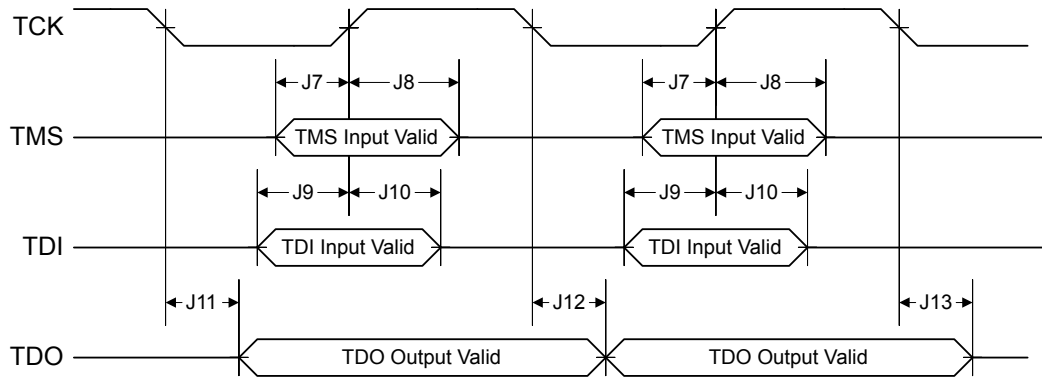 TCK
J7 J8 J7 J8
TMS TMS Input Valid TMS Input Valid
J9 J10 J9 J10
TDI TDI Input Valid TDI Input Valid
J11 J12 J13
TDO TDO Output Valid TDO Output Valid